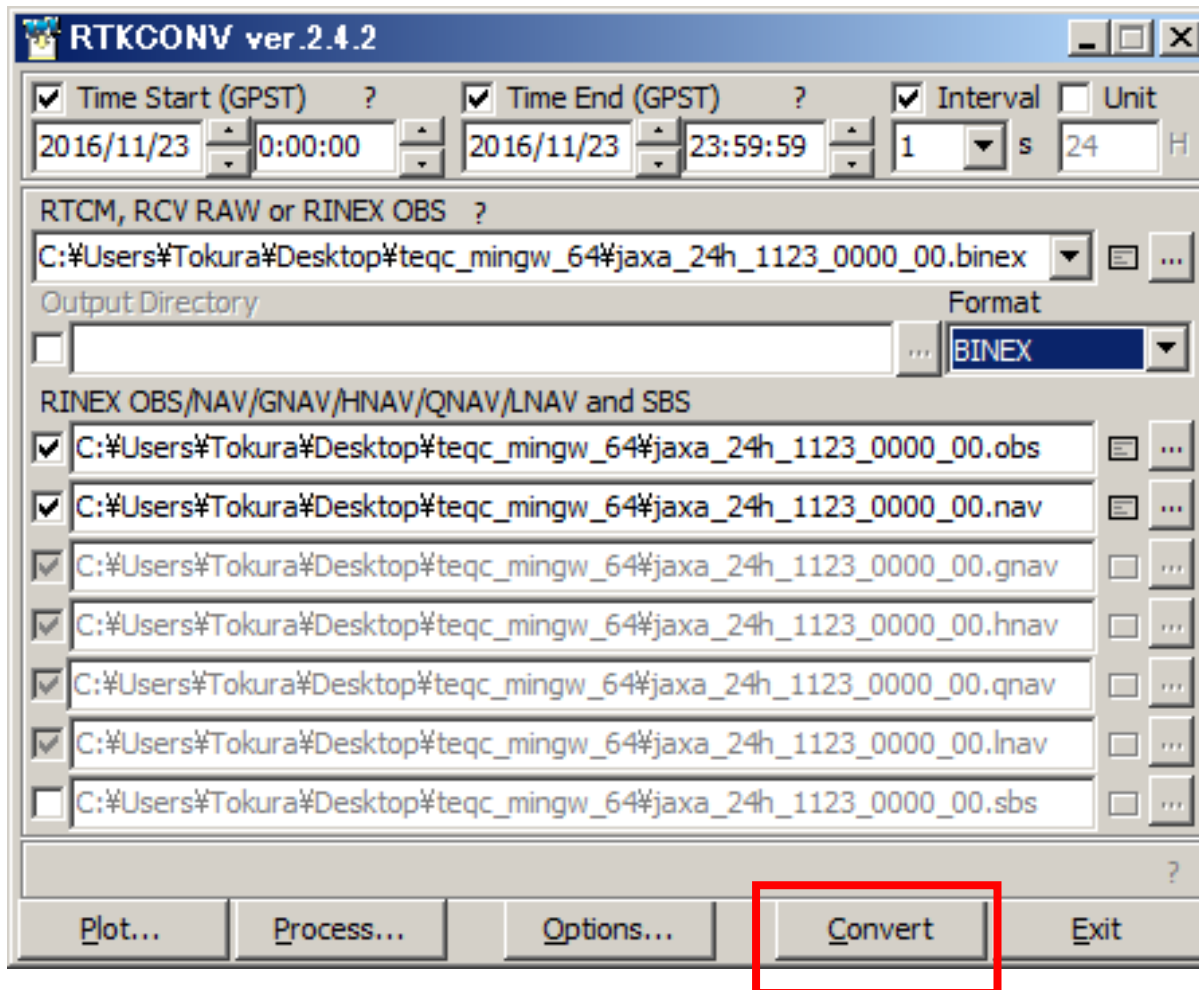 RTKCONV ver.2.4.2
Time Start (GPST) ? Time End (GPST) ? Interval Unit
2016/11/23 0:00:00 2016/11/23 23:59:59 1 s 24 H
RTCM, RCV RAW or RINEX OBS ?
C:¥Users¥Tokura¥Desktop¥teqc_mingw_64¥jaxa_24h_1123_0000_00.binex ...
Output Directory Format
... BINEX
RINEX OBS/NAV/GNAV/HNAV/QNAV/LNAV and SBS
C:¥Users¥Tokura¥Desktop¥teqc_mingw_64¥jaxa_24h_1123_0000_00.obs ...
C:¥Users¥Tokura¥Desktop¥teqc_mingw_64¥jaxa_24h_1123_0000_00.nav ...
C:¥Users¥Tokura¥Desktop¥teqc_mingw_64¥jaxa_24h_1123_0000_00.gnav ...
C:¥Users¥Tokura¥Desktop¥teqc_mingw_64¥jaxa_24h_1123_0000_00.hnav ...
C:¥Users¥Tokura¥Desktop¥teqc_mingw_64¥jaxa_24h_1123_0000_00.qnav ...
C:¥Users¥Tokura¥Desktop¥teqc_mingw_64¥jaxa_24h_1123_0000_00.lnav ...
C:¥Users¥Tokura¥Desktop¥teqc_mingw_64¥jaxa_24h_1123_0000_00.sbs ...
?
Plot... Process... Options... Convert Exit